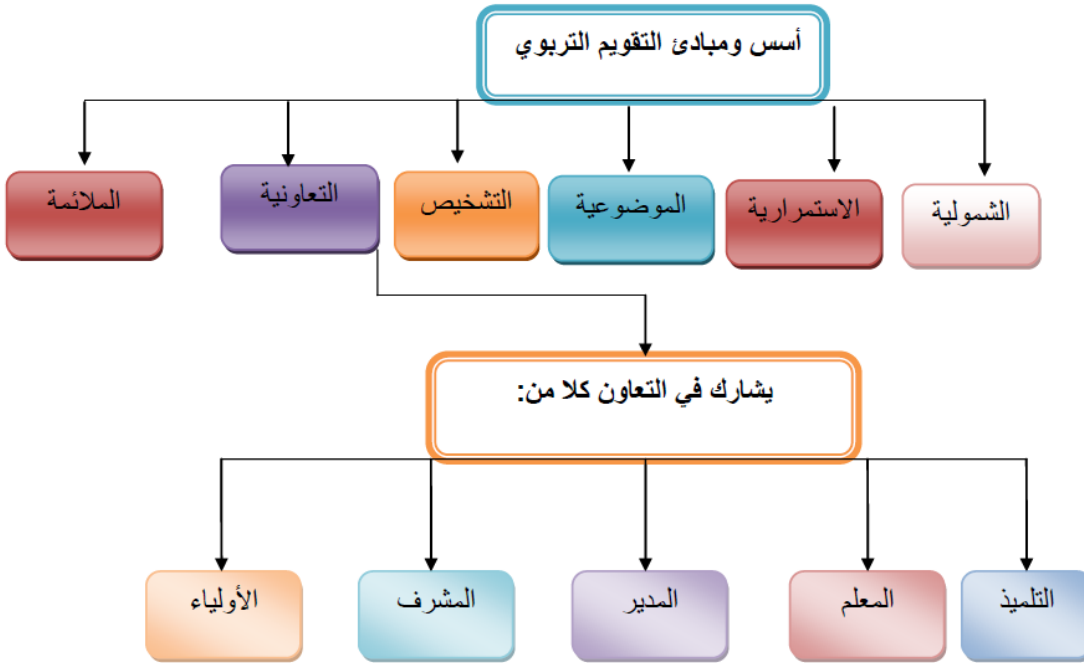 أسس ومبادئ التقويم التربوي
الشمولية
الاستمرارية
الموضوعية
التشخيص
التعاونية
الملائمة
يشارك في التعاون كلا من:
التلميذ
المعلم
المدير
المشرف
الأولياء